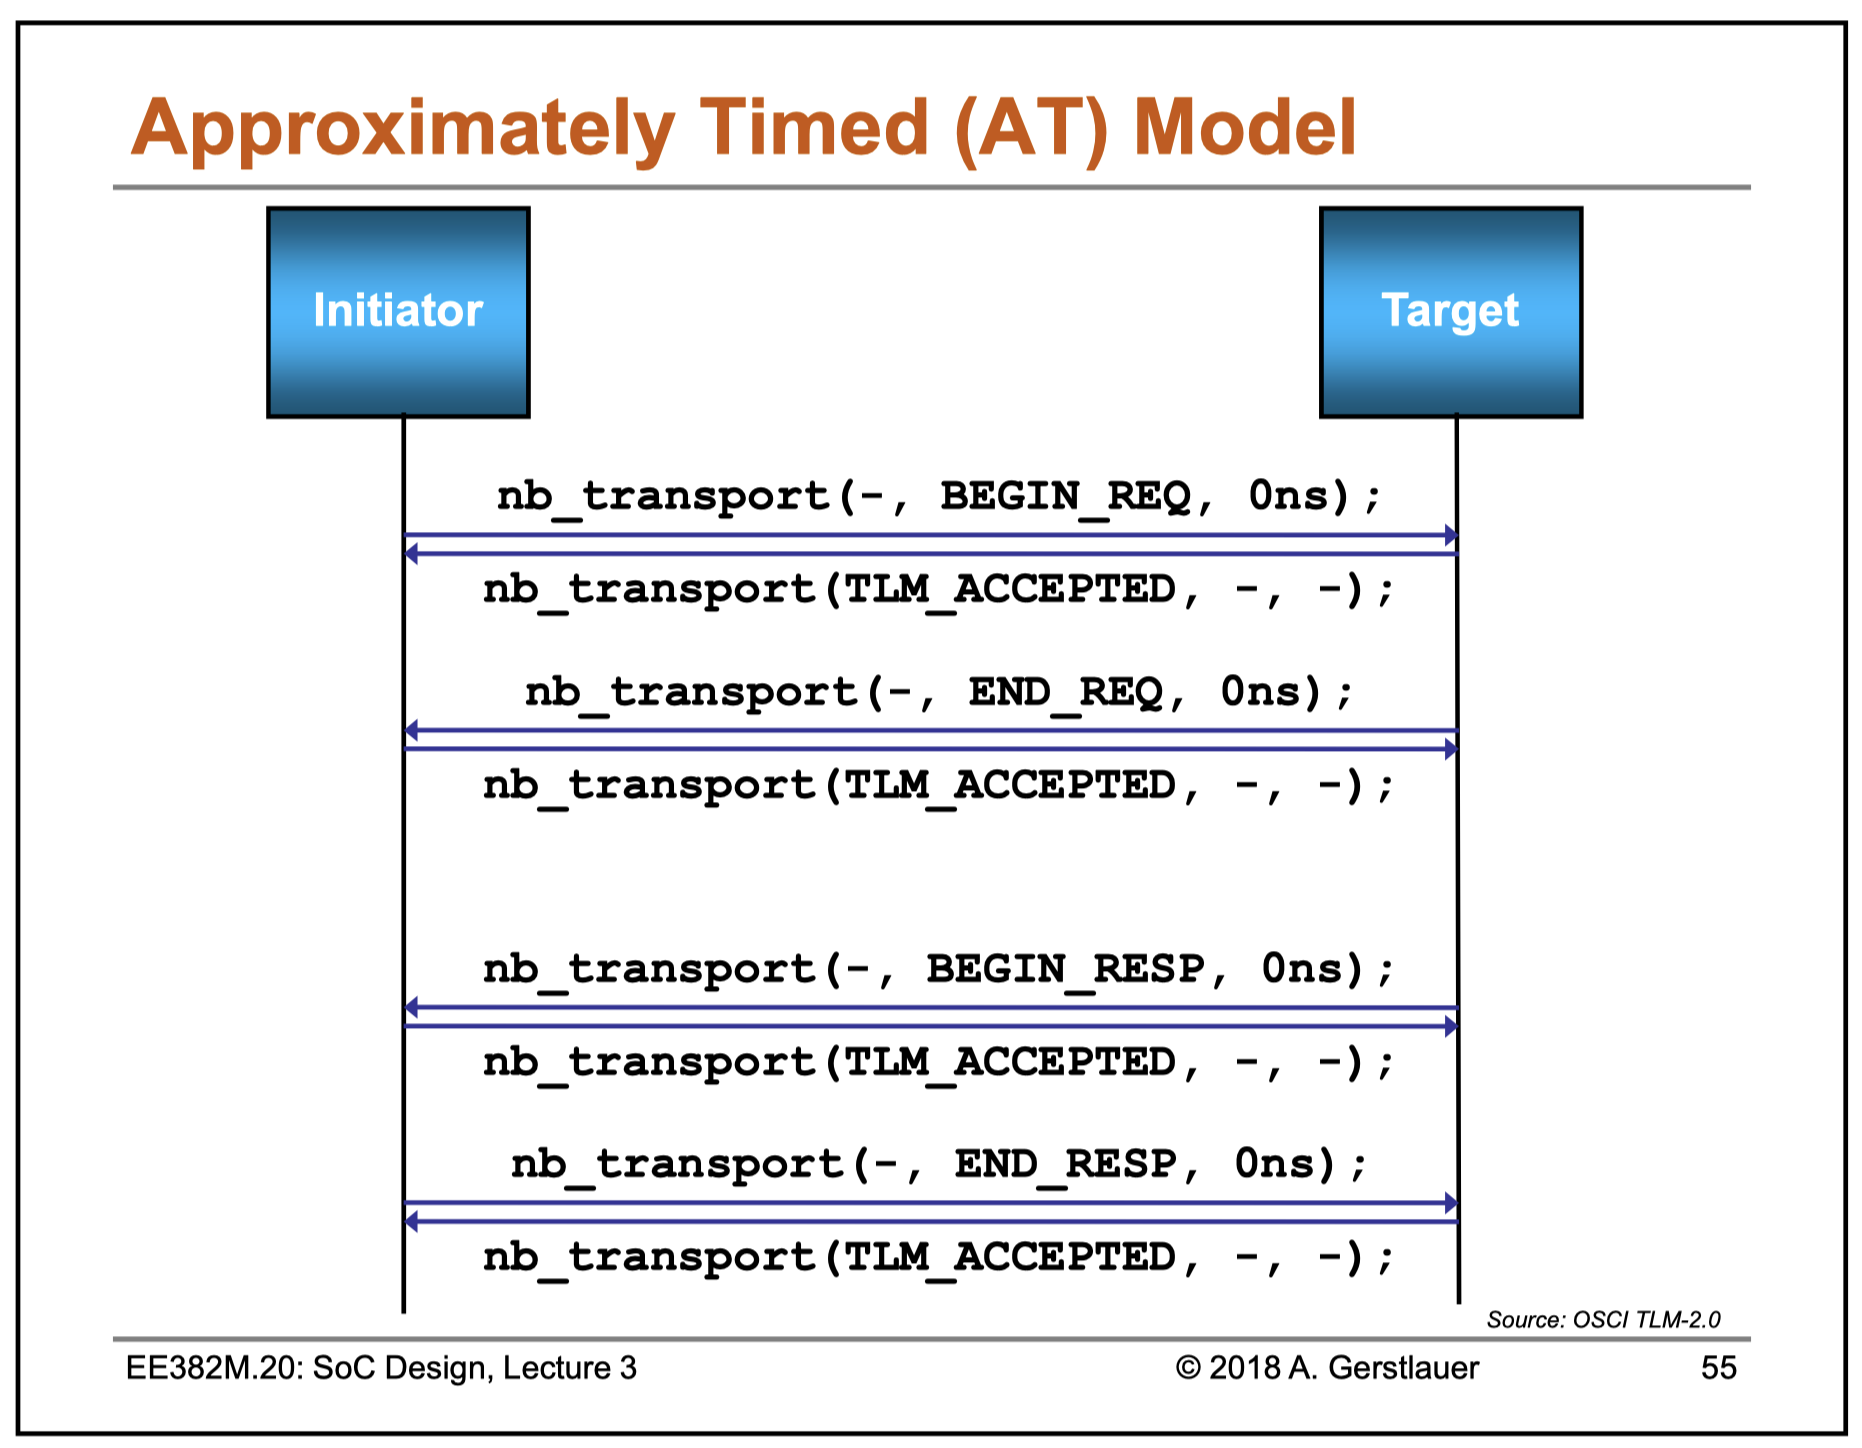 Approximately Timed (AT) Model
Initiator
Target
nb_transport(-, BEGIN_REQ, 0ns);
nb_transport(TLM_ACCEPTED, -, -);
nb_transport(-, END_REQ, 0ns);
nb_transport(TLM_ACCEPTED, -, -);
nb_transport(-, BEGIN_RESP, 0ns);
nb_transport(TLM_ACCEPTED, -, -);
nb_transport(-, END_RESP, 0ns);
nb_transport(TLM_ACCEPTED, -, -);
Source: OSCI TLM-2.0
EE382M.20: SoC Design, Lecture 3
© 2018 A. Gerstlauer
55